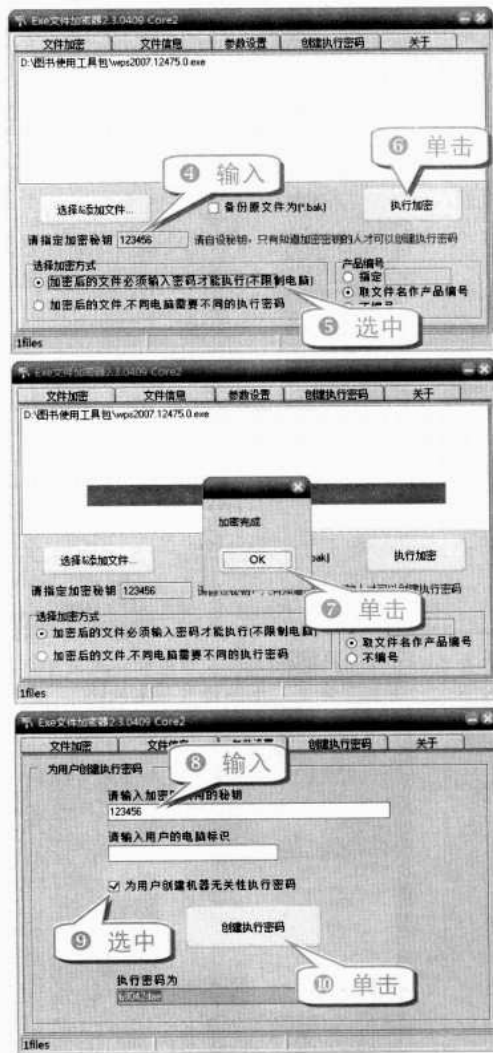 Exe文件加密器2.3.0409 Core2
文件加密 文件信息 参数设置 创建执行密码 关于
D:\图书使用工具包\wps2007.12475.0.exe
❹ 输入
❻ 单击
选择&添加文件...
备份原文件为(*.bak)
执行加密
请指定加密秘钥 123456 请自设秘钥，只有知道加密密钥的人才可以创建执行密码
选择加密方式
产品编号
加密后的文件必须输入密码才能执行(不限制电脑)
指定
取文件名作产品编号
加密后的文件,不同电脑需要不同的执行密码
❺ 选中
1files
Exe文件加密器2.3.0409 Core2
文件加密 文件信息 参数设置 创建执行密码 关于
D:\图书使用工具包\wps2007.12475.0.exe
加密完成
选择&添加文件...
OK
bak)
执行加密
请指定加密秘钥 123456
人才可以创建执行密码
❼ 单击
选择加密方式
加密后的文件必须输入密码才能执行(不限制电脑)
取文件名作产品编号
加密后的文件,不同电脑需要不同的执行密码
不编号
1files
Exe文件加密器2.3.0409 Core2
文件加密 创建执行密码 关于
❽ 输入
为用户创建执行密码
请输入加密 的秘钥
123456
请输入用户的电脑标识
为用户创建机器无关性执行密码
❾ 选中
创建执行密码
❿ 单击
执行密码为
1files